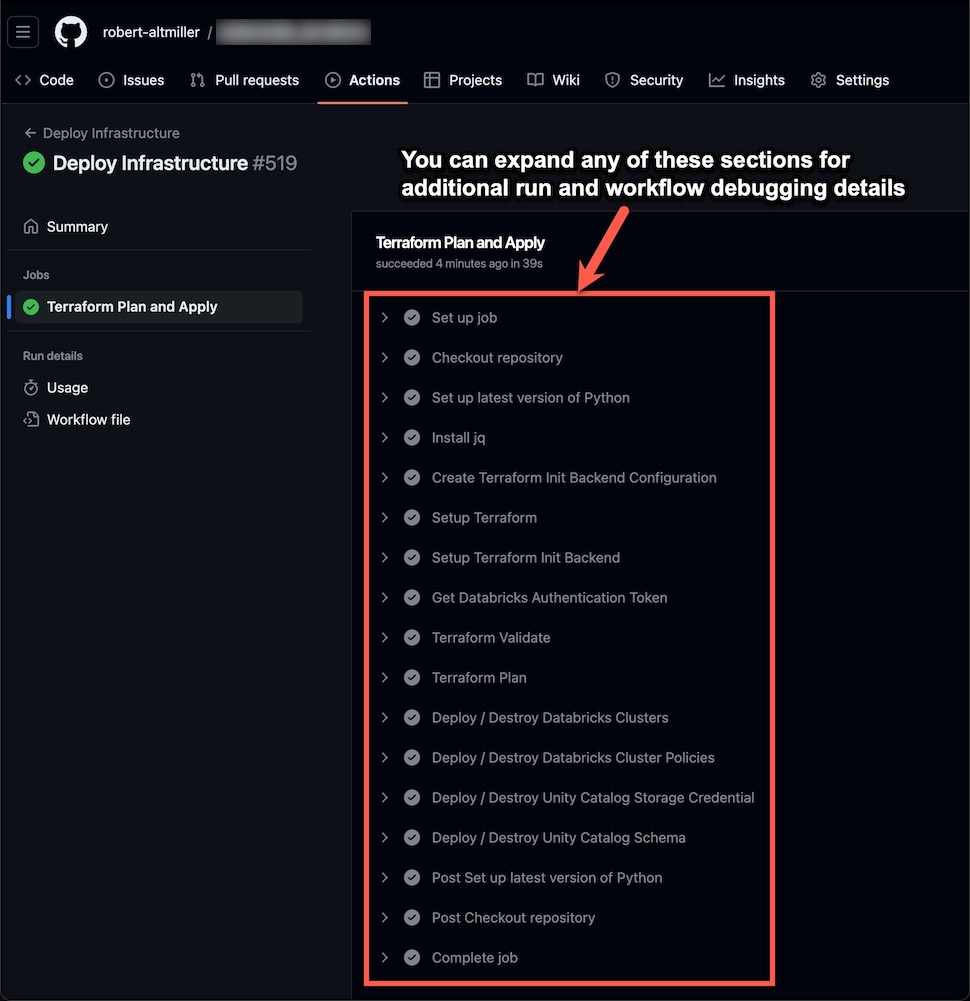 robert-altmiller /
Code
Issues
Pull requests
Actions
Projects
Wiki
Security
Insights
Settings
Deploy Infrastructure
Deploy Infrastructure #519
You can expand any of these sections for
additional run and workflow debugging details
Summary
Jobs
Terraform Plan and Apply
Run details
Usage
Workflow file
Terraform Plan and Apply
succeeded 4 minutes ago in 39s
Set up job
Checkout repository
Set up latest version of Python
Install jq
Create Terraform Init Backend Configuration
Setup Terraform
Setup Terraform Init Backend
Get Databricks Authentication Token
Terraform Validate
Terraform Plan
Deploy / Destroy Databricks Clusters
Deploy / Destroy Databricks Cluster Policies
Deploy / Destroy Unity Catalog Storage Credential
Deploy / Destroy Unity Catalog Schema
Post Set up latest version of Python
Post Checkout repository
Complete job